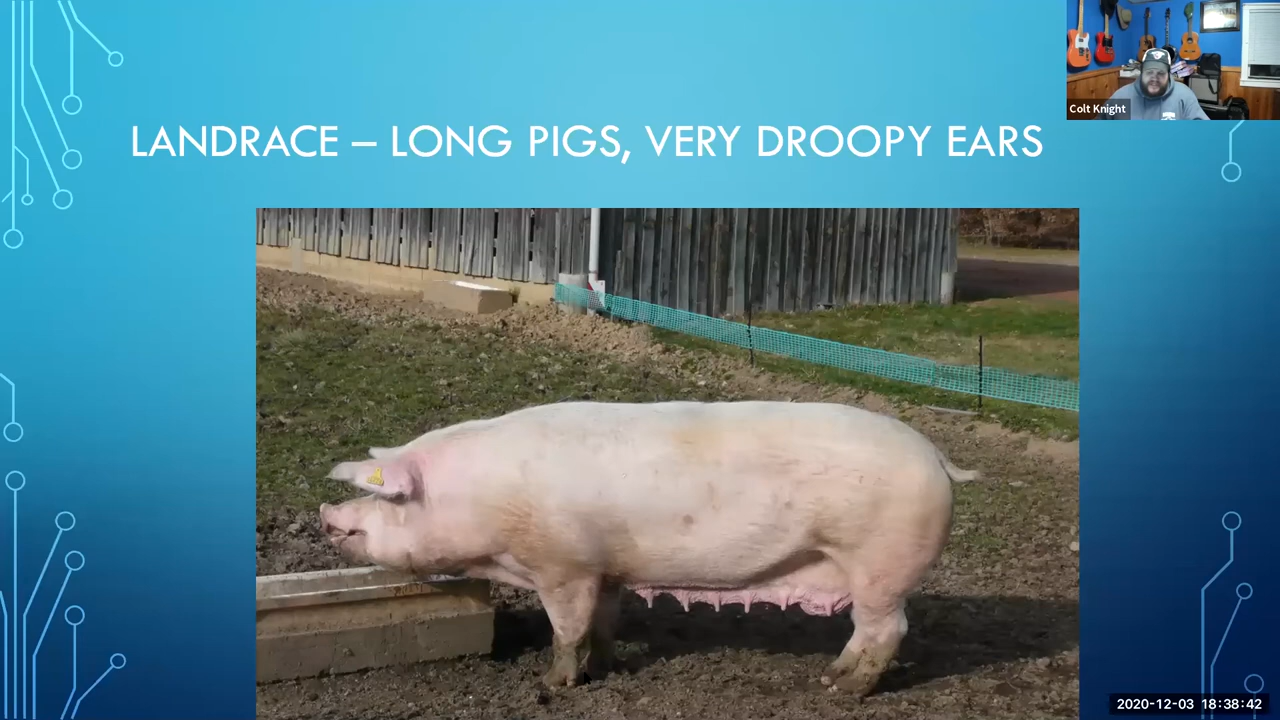 Colt Knight
LANDRACE – LONG PIGS, VERY DROOPY EARS
2020-12-03 18:38:42